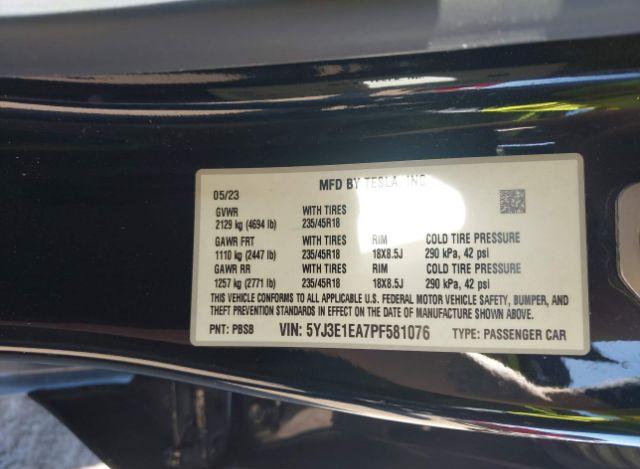 MFD BY TESLA, INC
05/23
GVWR WITH TIRES
2129 kg (4694 lb) 235/45R18
GAWR FRT WITH TIRES RIM COLD TIRE PRESSURE
1110 kg (2447 lb) 235/45R18 18X8.5J 290 kPa, 42 psi
GAWR RR WITH TIRES RIM COLD TIRE PRESSURE
1257 kg (2771 lb) 235/45R18 18X8.5J 290 kPa, 42 psi
THIS VEHICLE CONFORMS TO ALL APPLICABLE U.S. FEDERAL MOTOR VEHICLE SAFETY, BUMPER, AND
THEFT PREVENTION STANDARDS IN EFFECT ON THE DATE OF MANUFACTURE SHOWN ABOVE.
PNT: PBSB VIN: 5YJ3E1EA7PF581076 TYPE: PASSENGER CAR